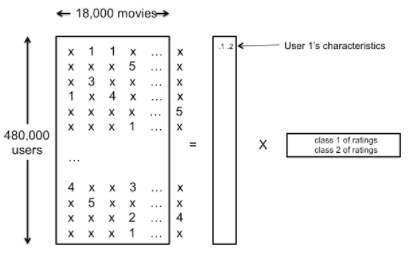 18,000 movies
x 1 1 x ... x
x x x 5 ... x
x 3 x x ... x
1 x 4 x ... x
x x x x ... 5
x x x 1 ... x
...
4 x x 3 ... x
x 5 x x ... x
x x x 2 ... 4
x x x 1 ... x
480,000
users
=
.1 .2
User 1's characteristics
X
class 1 of ratings
class 2 of ratings